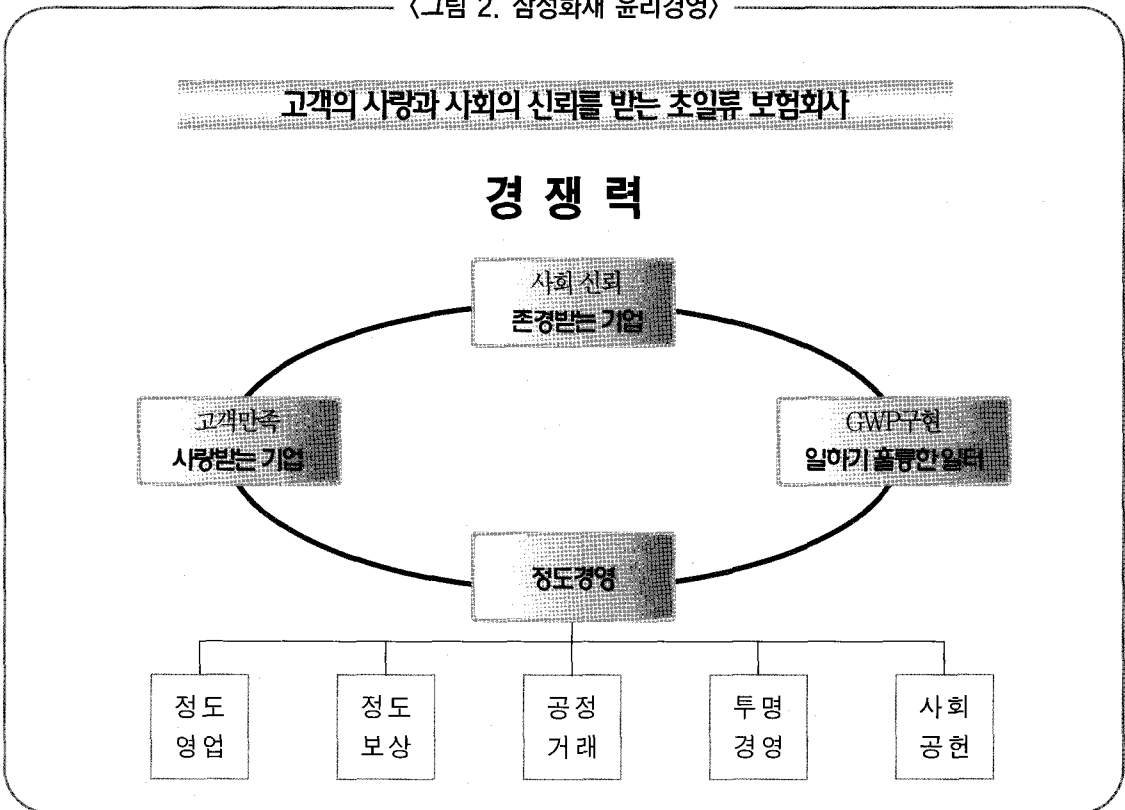 〈그림 2. 삼성화재 윤리경영〉
고객의 사랑과 사회의 신뢰를 받는 초일류 보험회사
경쟁력
사회 신뢰
존경받는 기업
고객만족
사랑받는 기업
GWP구현
일하기 훌륭한 일터
정도경영
정도
영업
정도
보상
공정
거래
투명
경영
사회
공헌